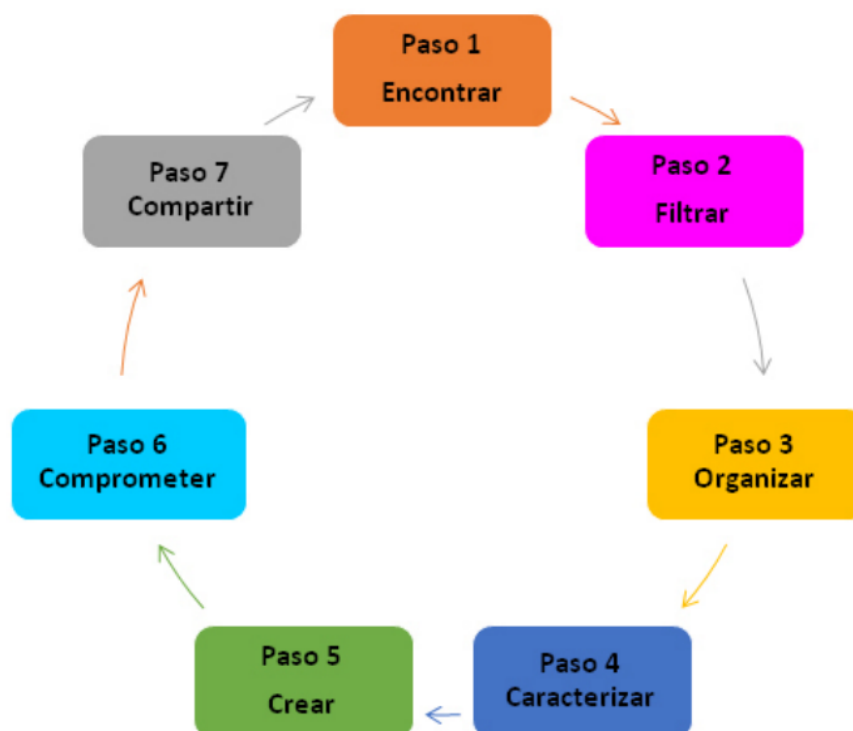 Paso 1
Encontrar
Paso 2
Filtrar
Paso 3
Organizar
Paso 4
Caracterizar
Paso 5
Crear
Paso 6
Comprometer
Paso 7
Compartir